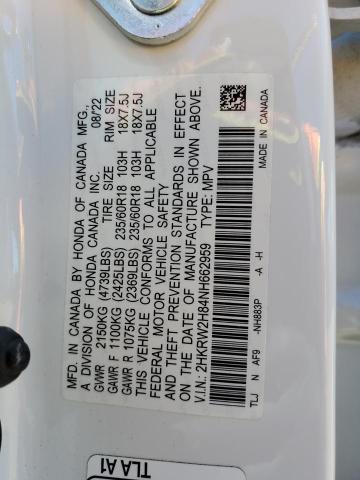 MFD. IN CANADA BY HONDA OF CANADA MFG.,
A DIVISION OF HONDA CANADA INC. 08/22
TIRE SIZE RIM SIZE
GVWR 2150KG (4739LBS)
GAWR F 1100KG (2425LBS) 235/60R18 103H 18X7.5J
GAWR R 1075KG (2369LBS) 235/60R18 103H 18X7.5J
THIS VEHICLE CONFORMS TO ALL APPLICABLE
FEDERAL MOTOR VEHICLE SAFETY
AND THEFT PREVENTION STANDARDS IN EFFECT
ON THE DATE OF MANUFACTURE SHOWN ABOVE.
V.I.N.: 2HKRW2H84NH662959 TYPE: MPV
TLJ N AF9 -NH883P -A -H MADE IN CANADA
TLA A1